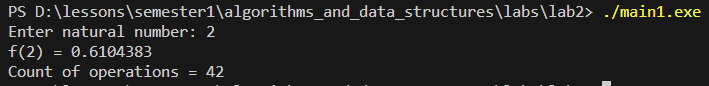 PS D:\lessons\semester1\algorithms_and_data_structures\labs\lab2> ./main1.exe
Enter natural number: 2
f(2) = 0.6104383
Count of operations = 42